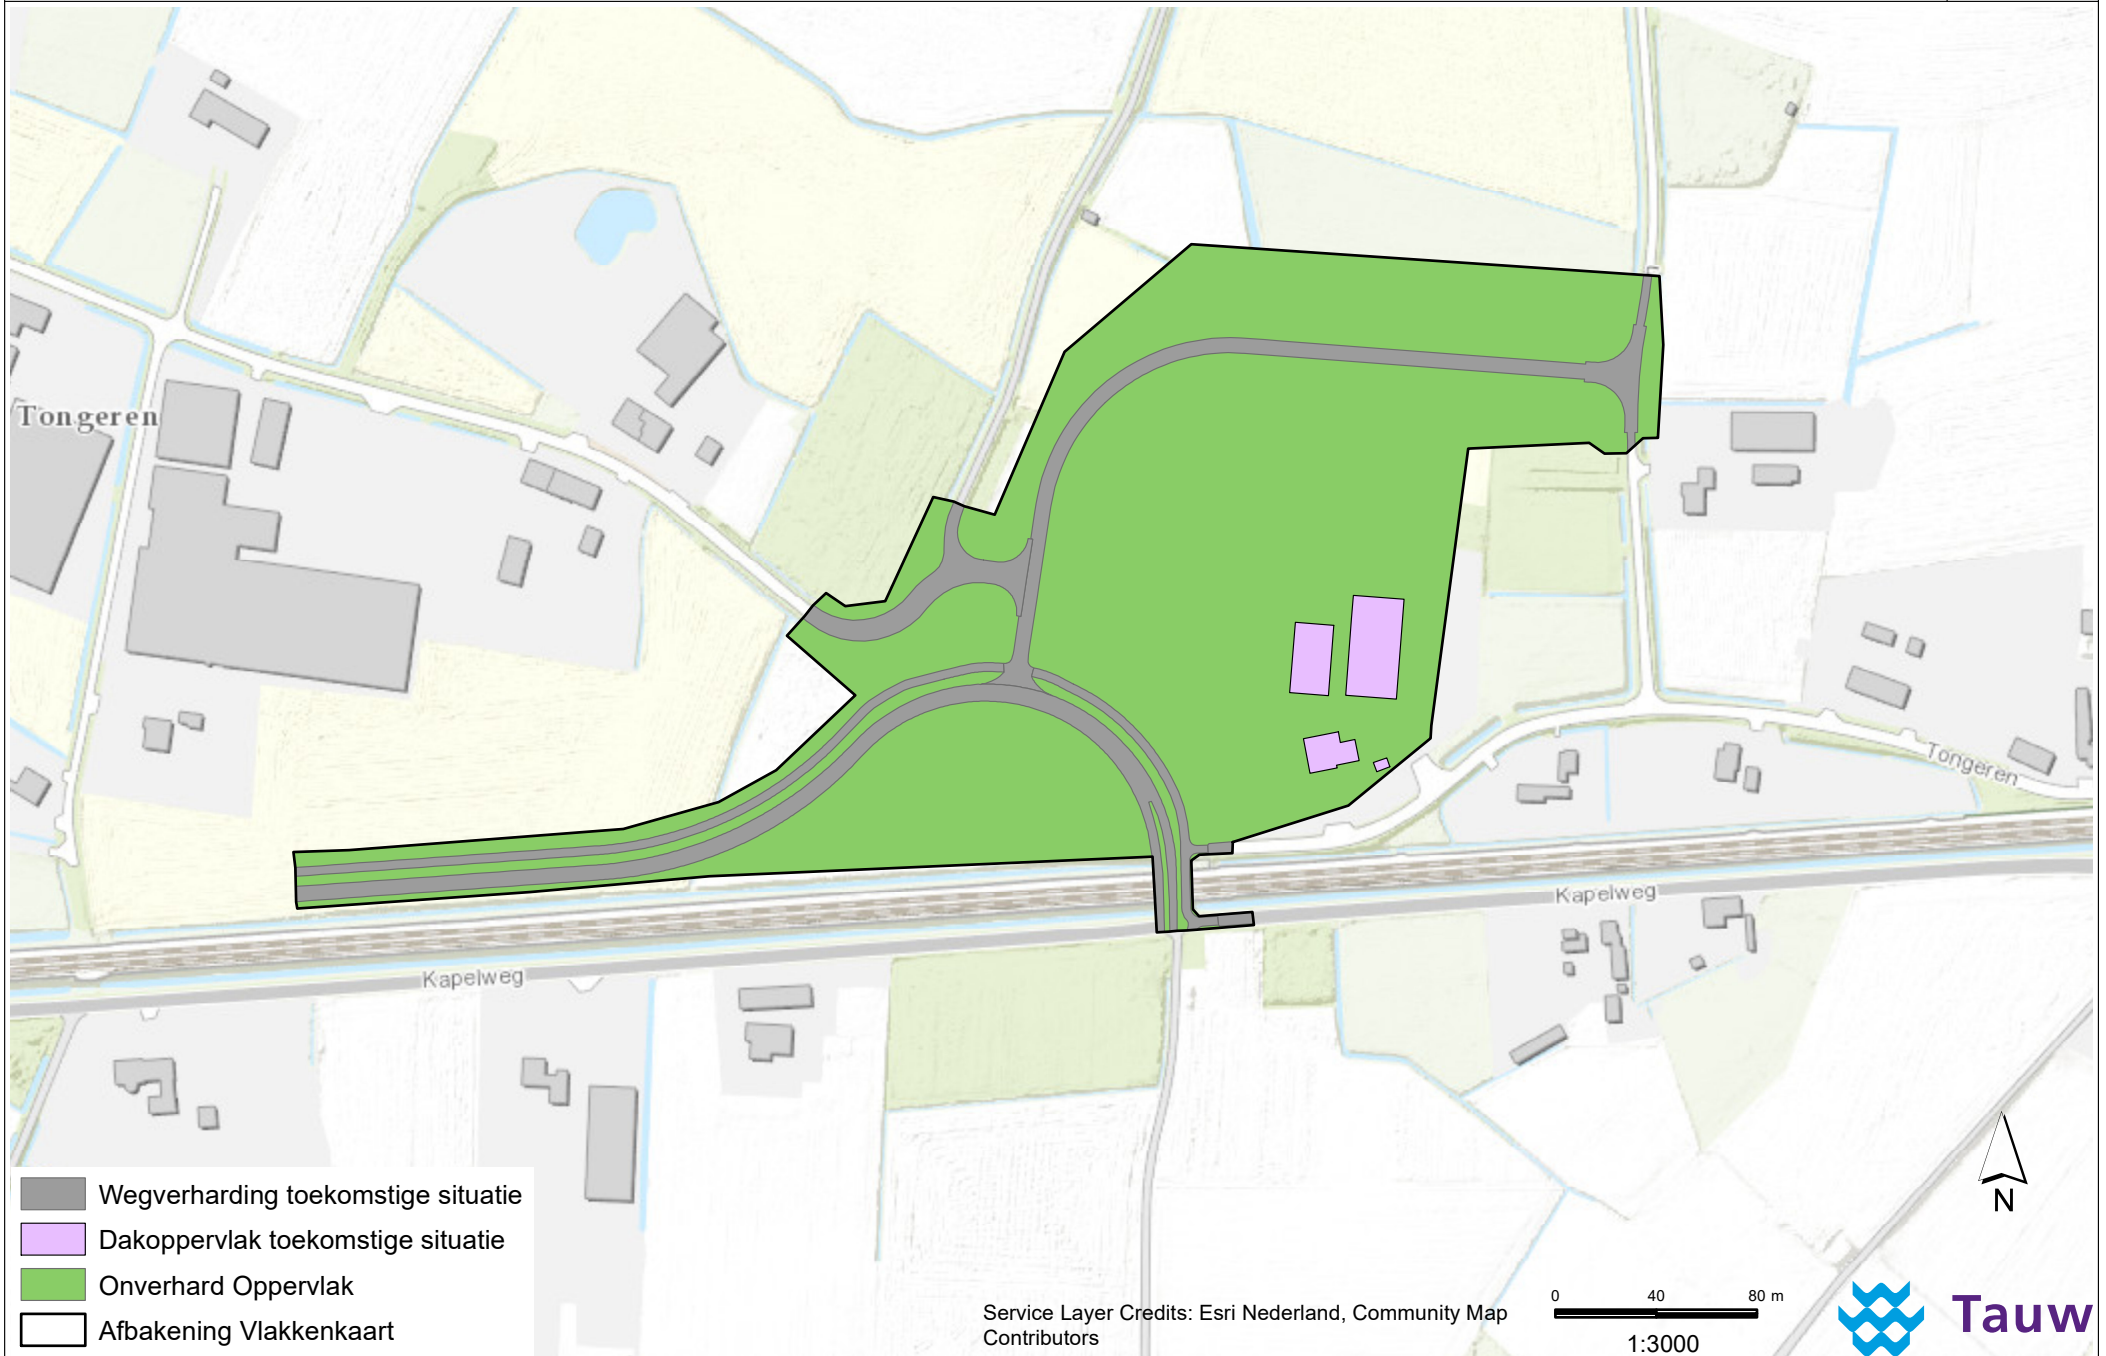 Tongeren
Tongeren
Kapelweg
Kapelweg
Wegverharding toekomstige situatie
Dakoppervlak toekomstige situatie
Onverhard Oppervlak
Afbakening Vlakkenkaart
Service Layer Credits: Esri Nederland, Community Map
Contributors
0 40 80 m
1:3000
N
Tauw